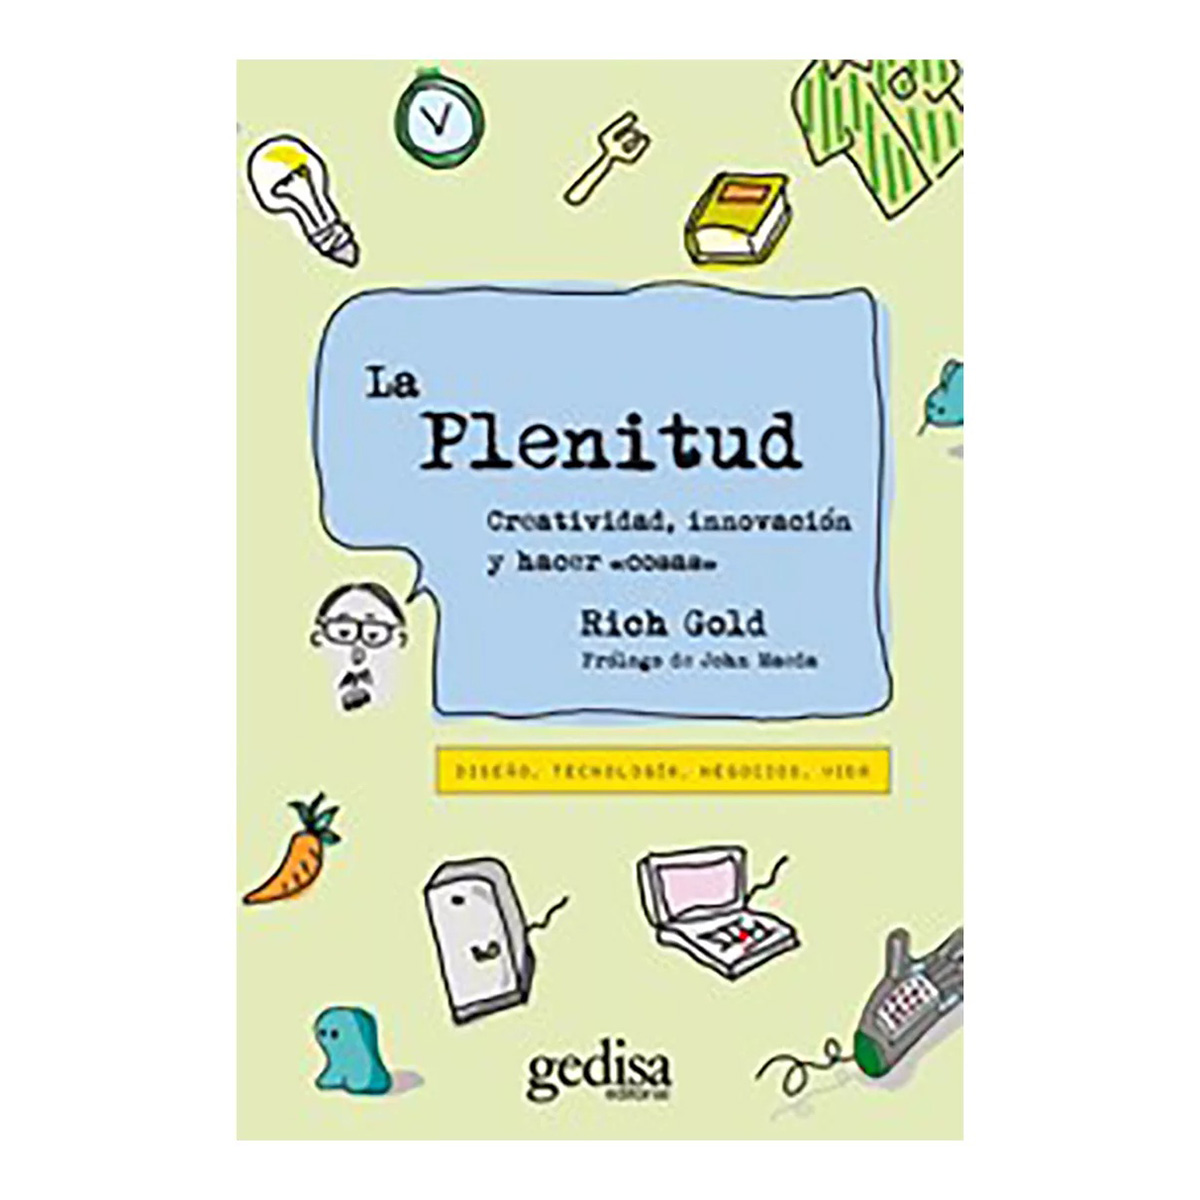 La
Plenitud
Creatividad, innovación
y hacer «cosas»
Rich Gold
Prólogo de John Maeda
DISEÑO, TECNOLOGÍA, NEGOCIOS, VIDA
gedisa
editorial